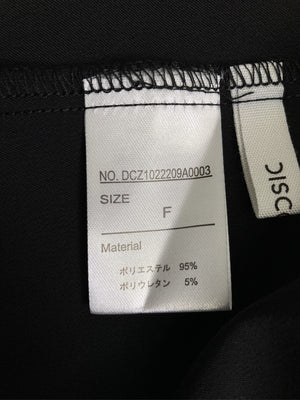 NO. DCZ1022209A0003
SIZE
F
Material
ポリエステル 95%
ポリウレタン 5%
OSIC